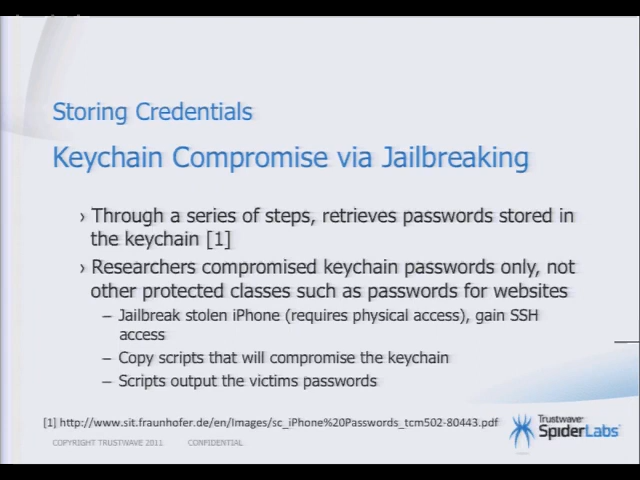 Storing Credentials
Keychain Compromise via Jailbreaking
› Through a series of steps, retrieves passwords stored in
the keychain [1]
› Researchers compromised keychain passwords only, not
other protected classes such as passwords for websites
– Jailbreak stolen iPhone (requires physical access), gain SSH
access
– Copy scripts that will compromise the keychain
– Scripts output the victims passwords
[1] http://www.sit.fraunhofer.de/en/Images/sc_iPhone%20Passwords_tcm502-80443.pdf
Trustwave®
SpiderLabs®
COPYRIGHT TRUSTWAVE 2011 CONFIDENTIAL